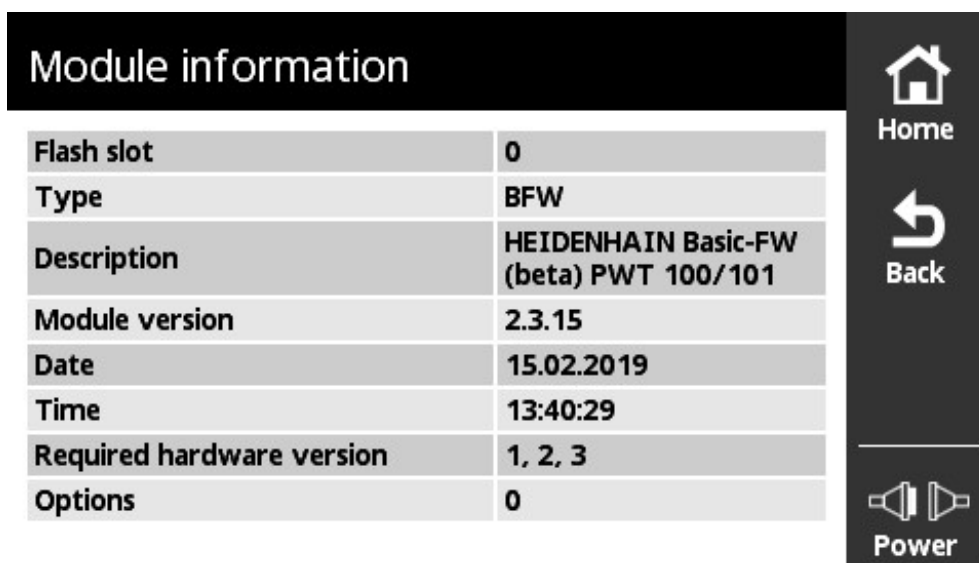 Module information
Home
Flash slot 0
Type BFW
Description HEIDENHAIN Basic-FW
(beta) PWT 100/101
Back
Module version 2.3.15
Date 15.02.2019
Time 13:40:29
Required hardware version 1, 2, 3
Options 0
Power